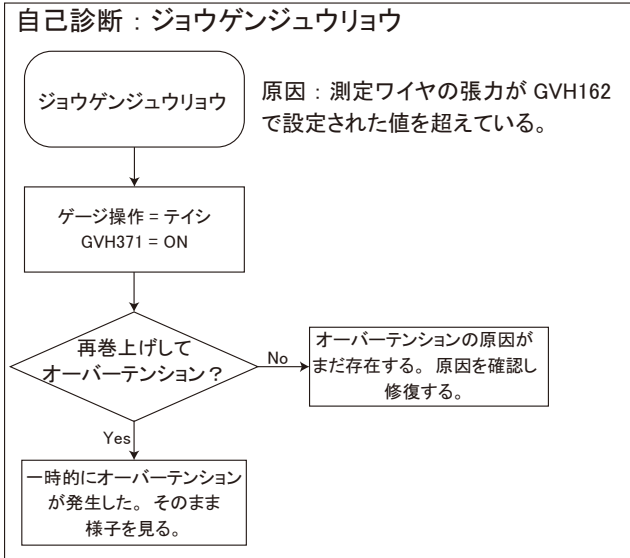 自己診断：ジョウゲンジュウリョウ
ジョウゲンジュウリョウ
原因：測定ワイヤの張力が GVH162
で設定された値を超えている。
ゲージ操作 = テイシ
GVH371 = ON
再巻上げして
オーバーテンション？
No
オーバーテンションの原因が
まだ存在する。原因を確認し
修復する。
Yes
一時的にオーバーテンション
が発生した。そのまま
様子を見る。